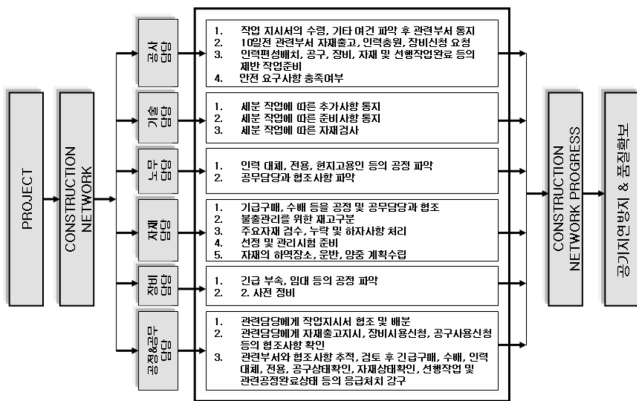 PROJECT
CONSTRUCTION
NETWORK
공사
담당
1. 작업 지시서의 수령, 기타 여건 파악 후 관련부서 통지
2. 10일전 관련부서 자재출고, 인력충원, 장비신청 요청
3. 인력편성배치, 공구, 장비, 자재 및 선행작업완료 등의
제반 작업준비
4. 안전 요구사항 충족여부
기술
담당
1. 세분 작업에 따른 추가사항 통지
2. 세분 작업에 따른 준비사항 통지
3. 세분 작업에 따른 자재검사
노무
담당
1. 인력 대체, 전용, 현지고용인 등의 공정 파악
2. 공무담당과 협조사항 파악
자재
담당
1. 기급구매, 수배 등을 공정 및 공무담당과 협조
2. 불출관리를 위한 재고구분
3. 주요자재 검수, 누락 및 하자사항 처리
4. 선정 및 관리시험 준비
5. 자재의 하역장소, 운반, 양중 계획수립
장비
담당
1. 긴급 부속, 임대 등의 공정 파악
2. 2. 사전 정비
공정&공무
담당
1. 관련담당에게 작업지시서 협조 및 배분
2. 관련담당에게 자재출고지시, 장비사용신청, 공구사용신청
등의 협조사항 확인
3. 관련부서와 협조사항 추적, 검토 후 긴급구매, 수배, 인력
대체, 전용, 공구상태확인, 자재상태확인, 선행작업 및
관련공정완료상태 등의 응급처치 강구
CONSTRUCTION
NETWORK PROGRESS
공기지연방지 & 품질확보